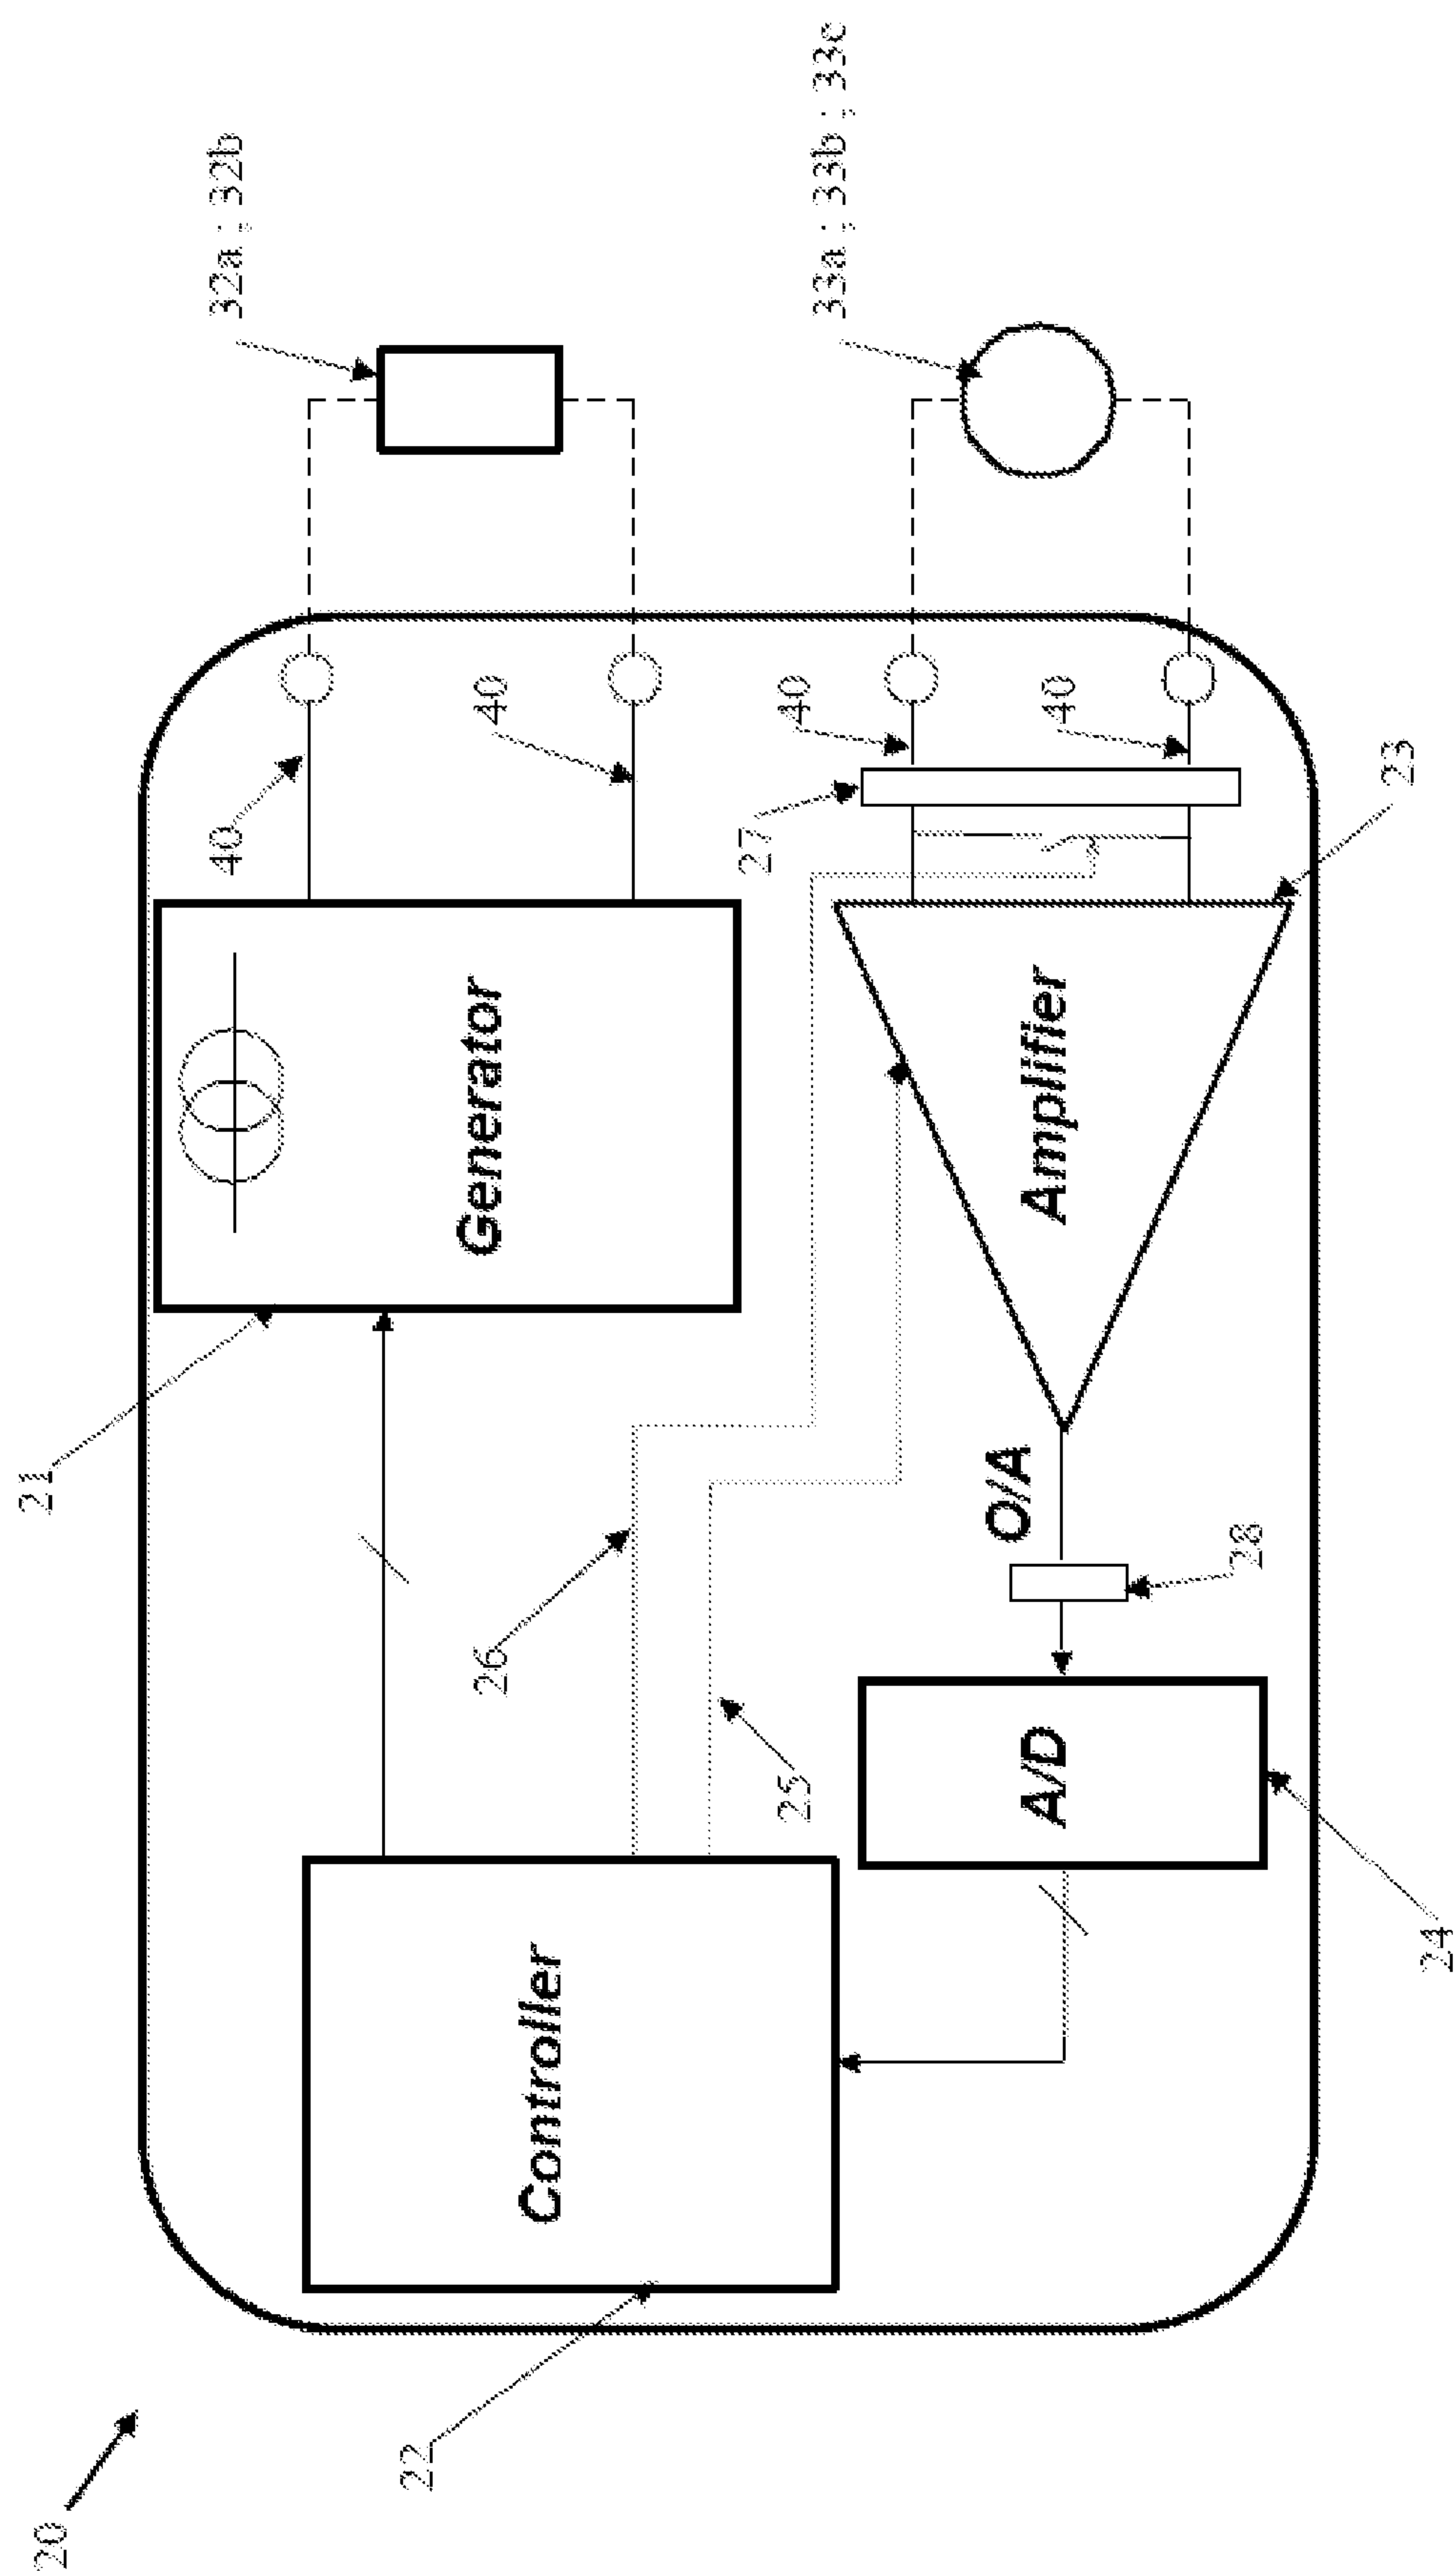 20
22
Controller
21
26
25
Generator
40
40
32a ; 32b
24
A/D
28
O/A
Amplifier
27
23
40
40
33a ; 33b ; 33c